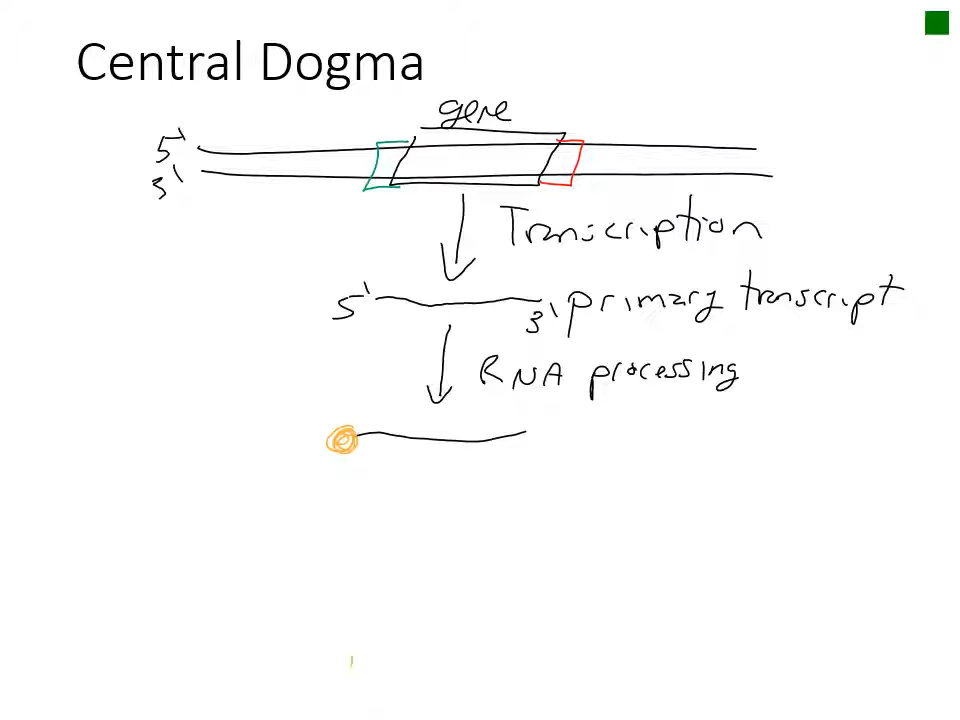 Central Dogma
gene
5'
3'
Transcription
5'
3' primary transcript
RNA processing